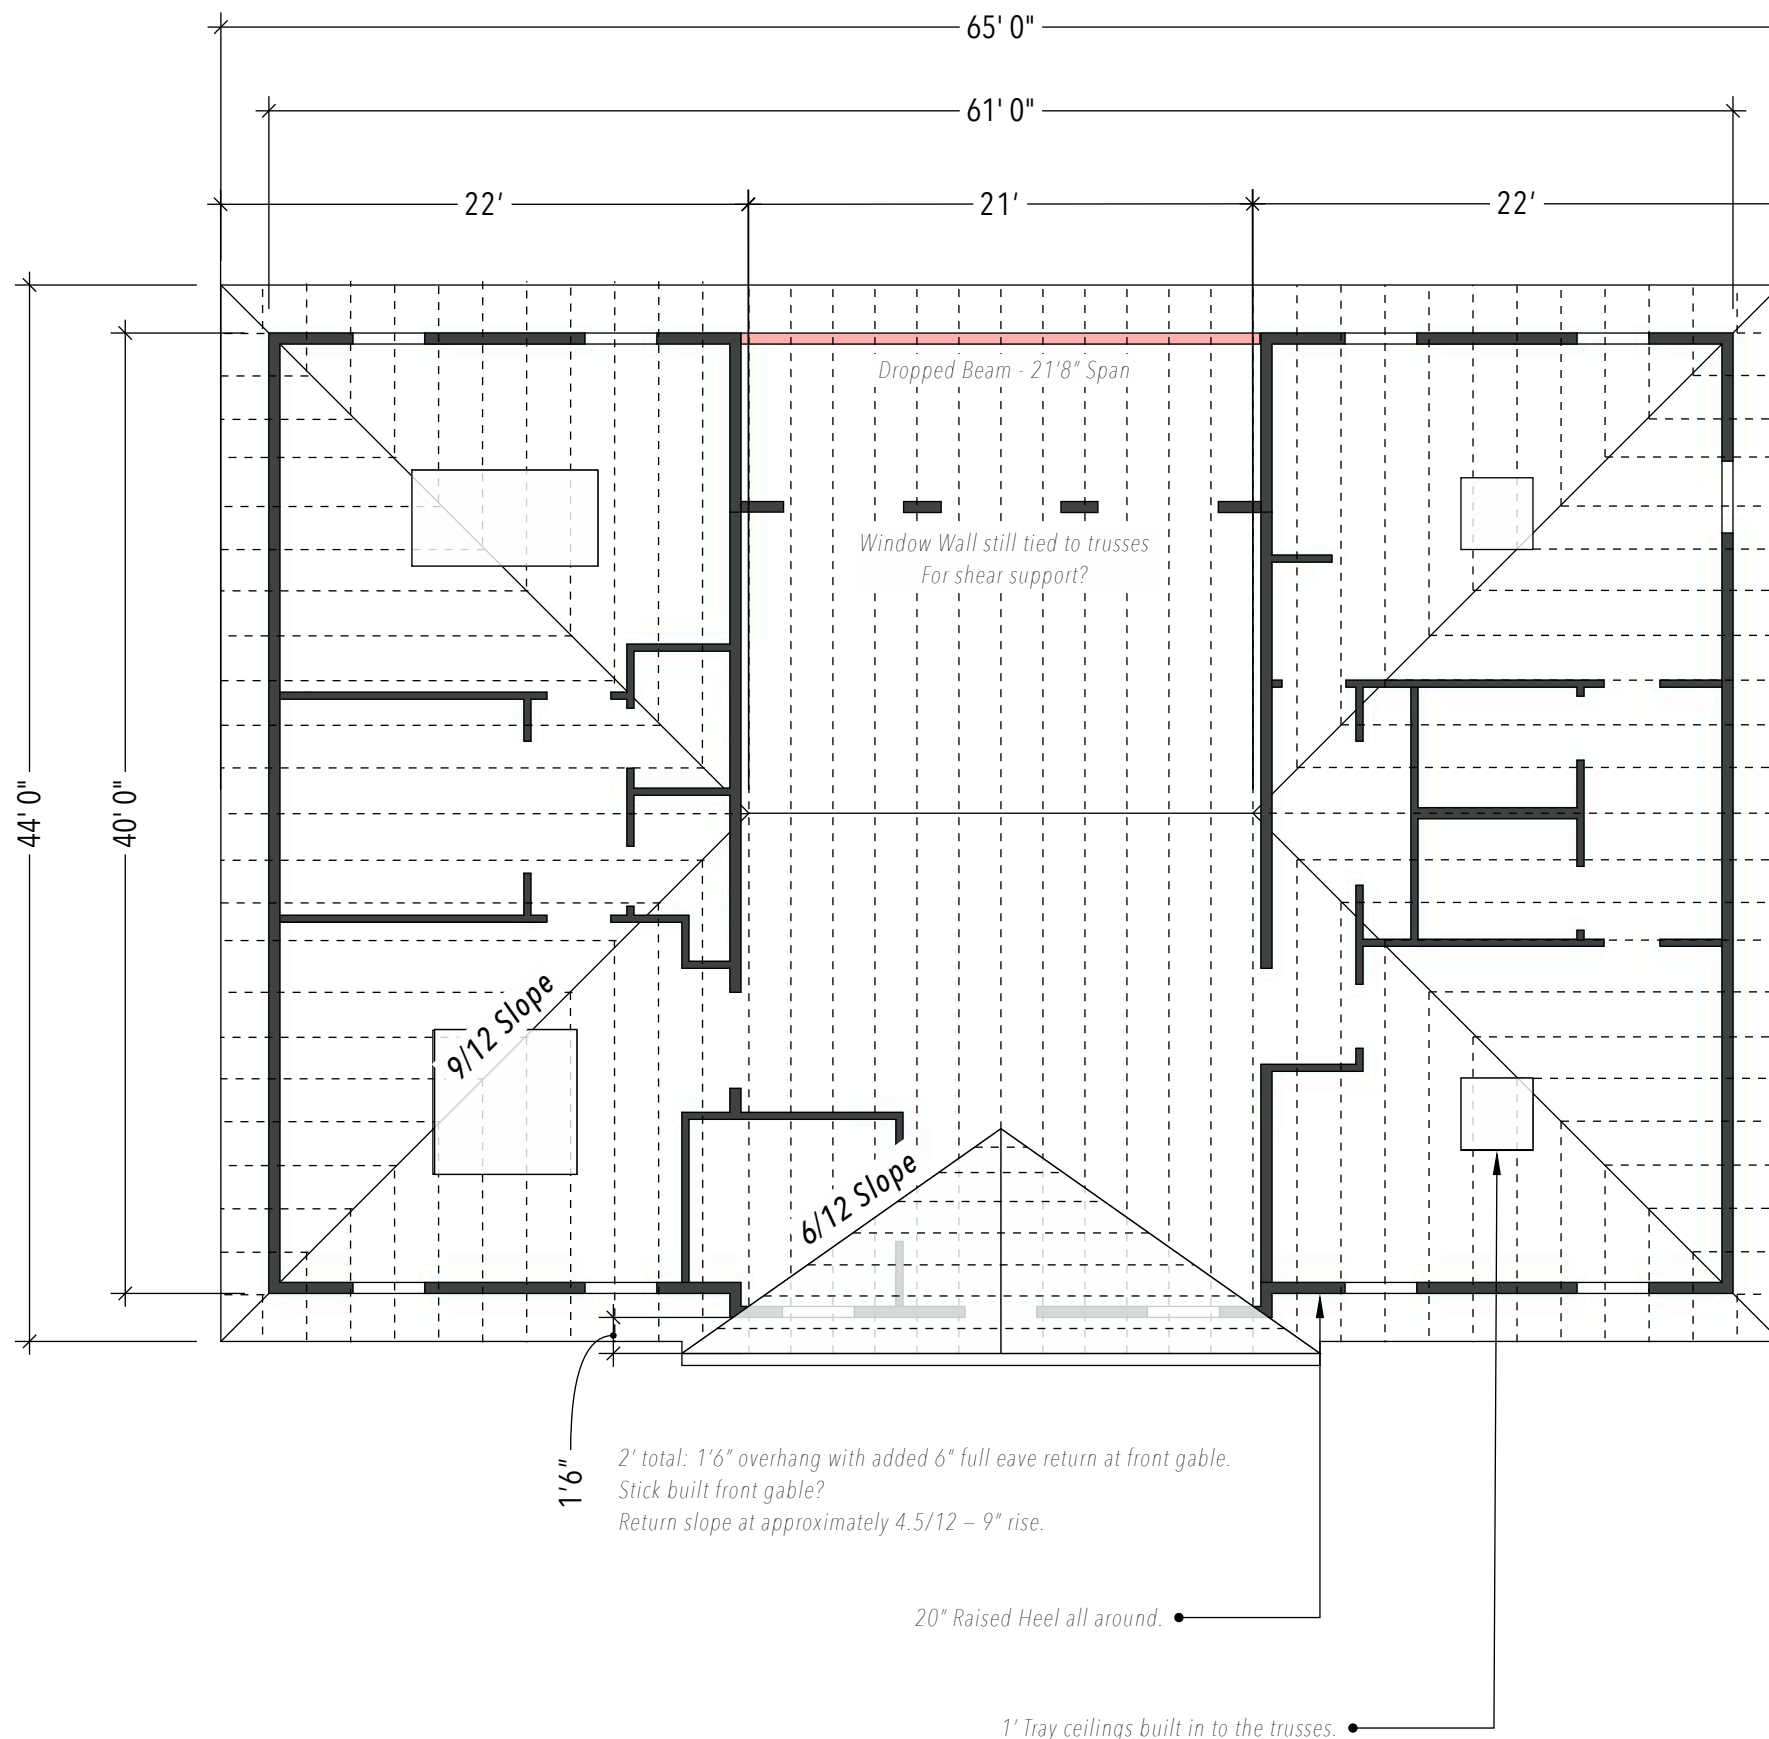 65' 0"
61' 0"
22'
21'
22'
Dropped Beam - 21'8" Span
Window Wall still tied to trusses
For shear support?
44' 0"
40' 0"
9/12 Slope
6/12 Slope
1'6"
2' total: 1'6" overhang with added 6" full eave return at front gable.
Stick built front gable?
Return slope at approximately 4.5/12 – 9" rise.
20" Raised Heel all around.
1' Tray ceilings built in to the trusses.